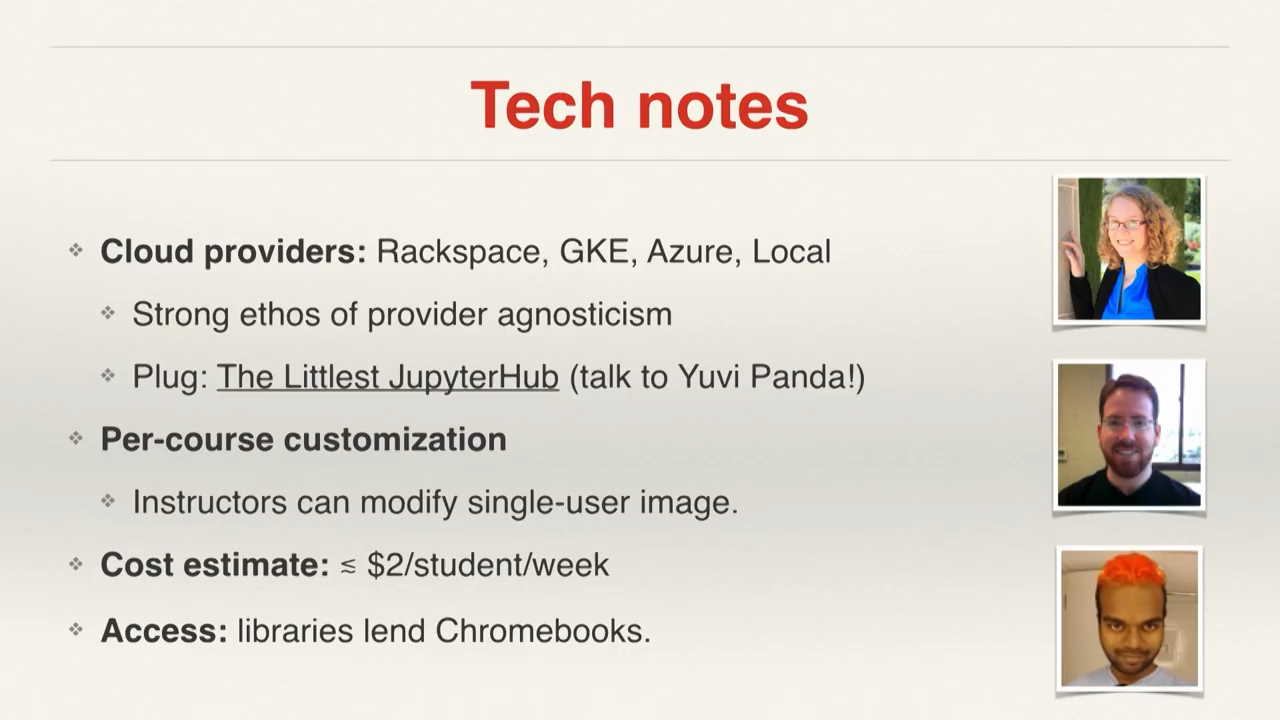 Tech notes
❖ Cloud providers: Rackspace, GKE, Azure, Local
❖ Strong ethos of provider agnosticism
❖ Plug: The Littlest JupyterHub (talk to Yuvi Panda!)
❖ Per-course customization
❖ Instructors can modify single-user image.
❖ Cost estimate: ≲ $2/student/week
❖ Access: libraries lend Chromebooks.